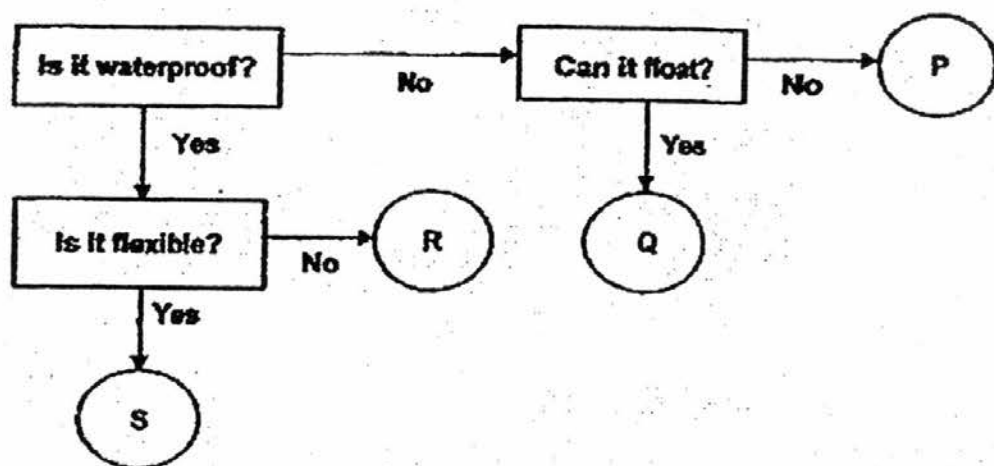 Is it waterproof?
No
Can it float?
No
P
Yes
Yes
Is it flexible?
No
R
Q
Yes
S